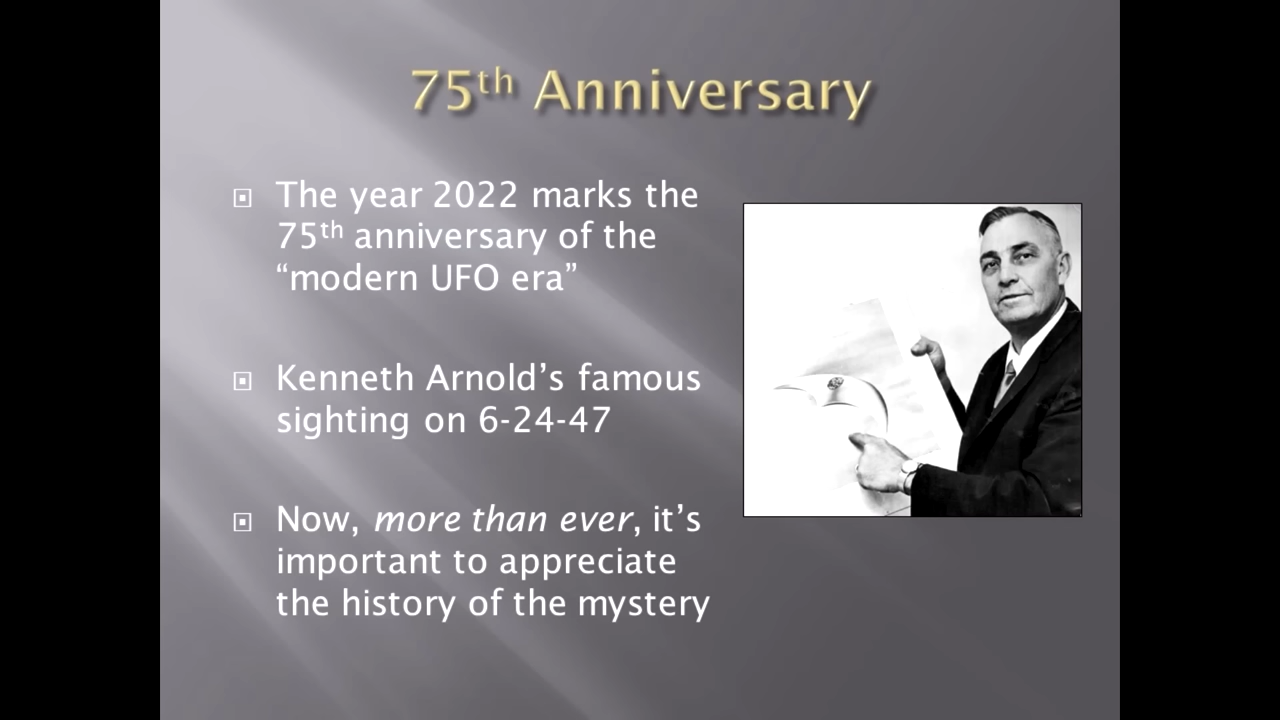 75th Anniversary
The year 2022 marks the
75th anniversary of the
“modern UFO era”
Kenneth Arnold’s famous
sighting on 6-24-47
Now, more than ever, it’s
important to appreciate
the history of the mystery